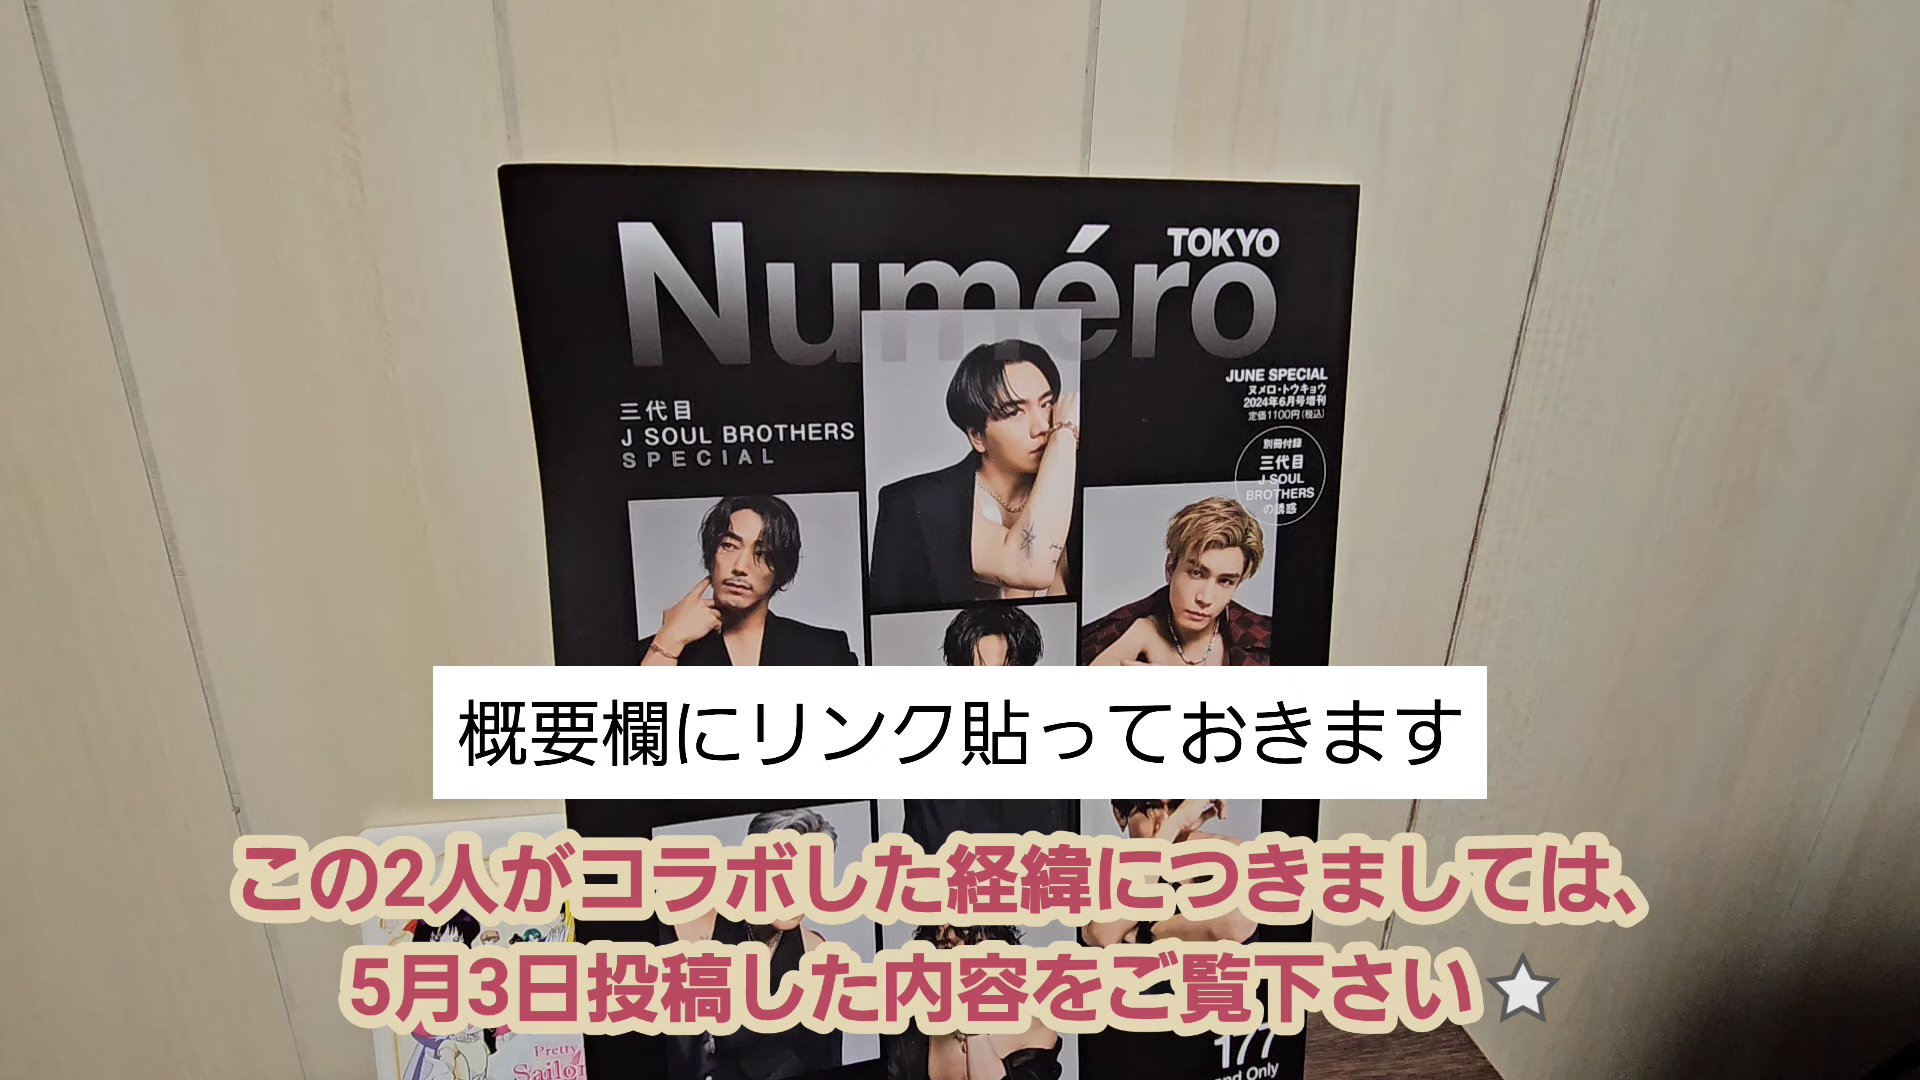 Numéro
TOKYO
JUNE SPECIAL
ヌメロ・トウキョウ
2024年6月号増刊
定価1100円(税込)
三代目
J SOUL BROTHERS
SPECIAL
別冊付録
三代目
J SOUL
BROTHERS
の誘惑
概要欄にリンク貼っておきます
この2人がコラボした経緯につきましては、
5月3日投稿した内容をご覧下さい
177
Only
Pretty
Sailor